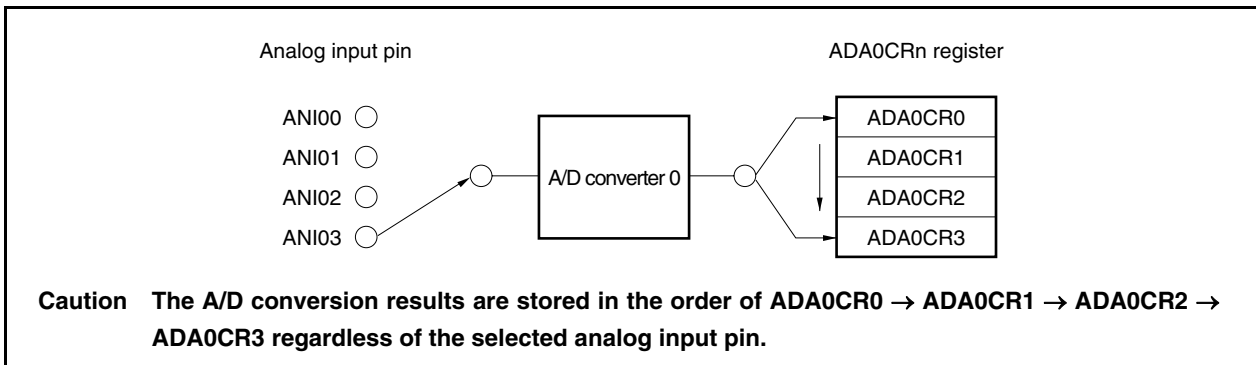 Analog input pin
ADA0CRn register
ANI00
ANI01
ANI02
ANI03
A/D converter 0
ADA0CR0
ADA0CR1
ADA0CR2
ADA0CR3
Caution The A/D conversion results are stored in the order of ADA0CR0 → ADA0CR1 → ADA0CR2 →
ADA0CR3 regardless of the selected analog input pin.